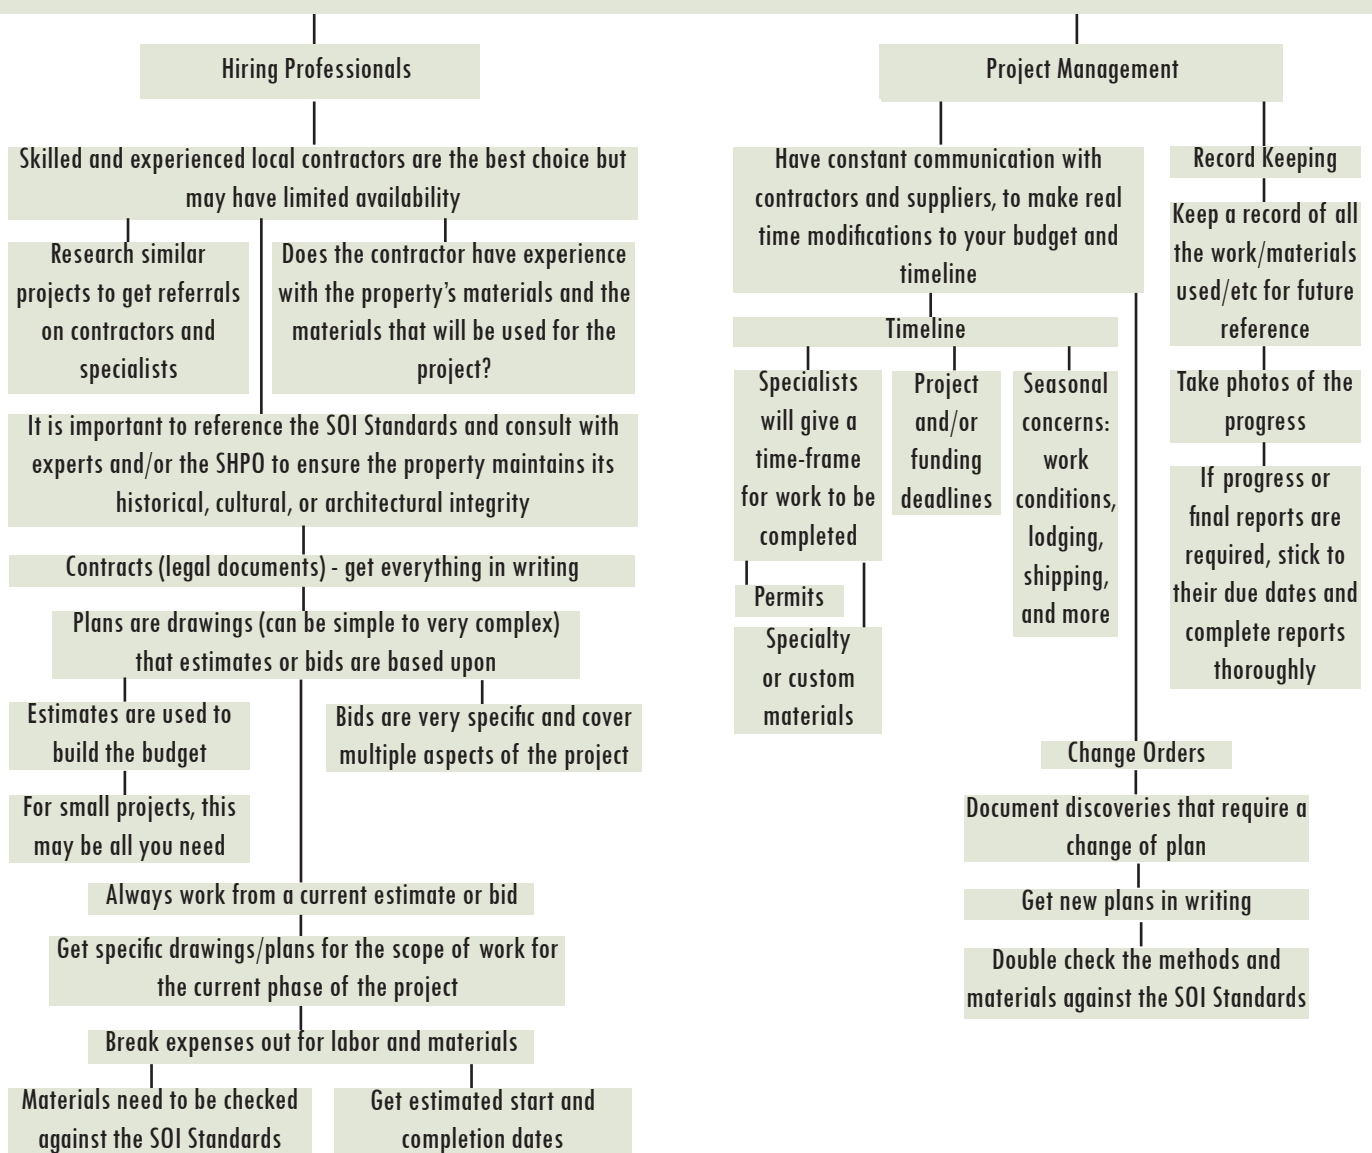 Hiring Professionals
Skilled and experienced local contractors are the best choice but
may have limited availability
Research similar
projects to get referrals
on contractors and
specialists
Does the contractor have experience
with the property's materials and the
materials that will be used for the
project?
It is important to reference the SOI Standards and consult with
experts and/or the SHPO to ensure the property maintains its
historical, cultural, or architectural integrity
Contracts (legal documents) - get everything in writing
Plans are drawings (can be simple to very complex)
that estimates or bids are based upon
Estimates are used to
build the budget
For small projects, this
may be all you need
Bids are very specific and cover
multiple aspects of the project
Always work from a current estimate or bid
Get specific drawings/plans for the scope of work for
the current phase of the project
Break expenses out for labor and materials
Materials need to be checked
against the SOI Standards
Get estimated start and
completion dates
Project Management
Have constant communication with
contractors and suppliers, to make real
time modifications to your budget and
timeline
Timeline
Specialists
will give a
time-frame
for work to be
completed
Permits
Specialty
or custom
materials
Project
and/or
funding
deadlines
Seasonal
concerns:
work
conditions,
lodging,
shipping,
and more
Change Orders
Document discoveries that require a
change of plan
Get new plans in writing
Double check the methods and
materials against the SOI Standards
Record Keeping
Keep a record of all
the work/materials
used/etc for future
reference
Take photos of the
progress
If progress or
final reports are
required, stick to
their due dates and
complete reports
thoroughly